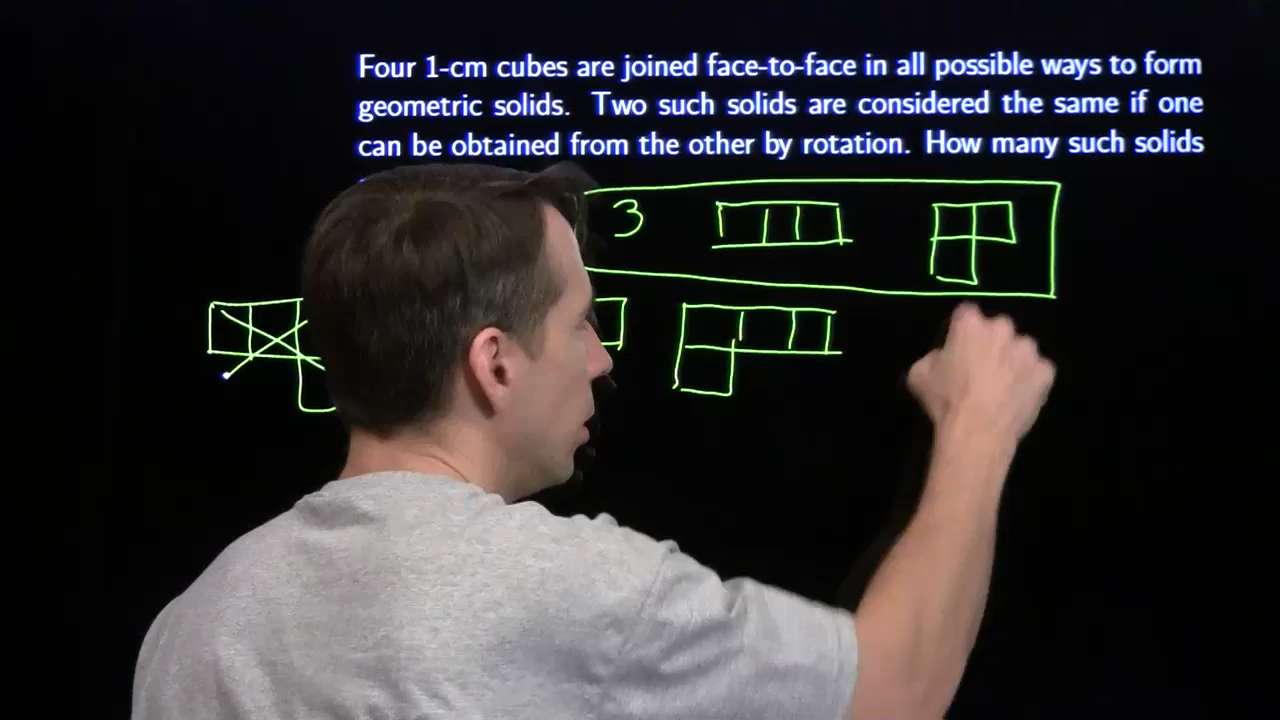 Four 1-cm cubes are joined face-to-face in all possible ways to form
geometric solids. Two such solids are considered the same if one
can be obtained from the other by rotation. How many such solids
3